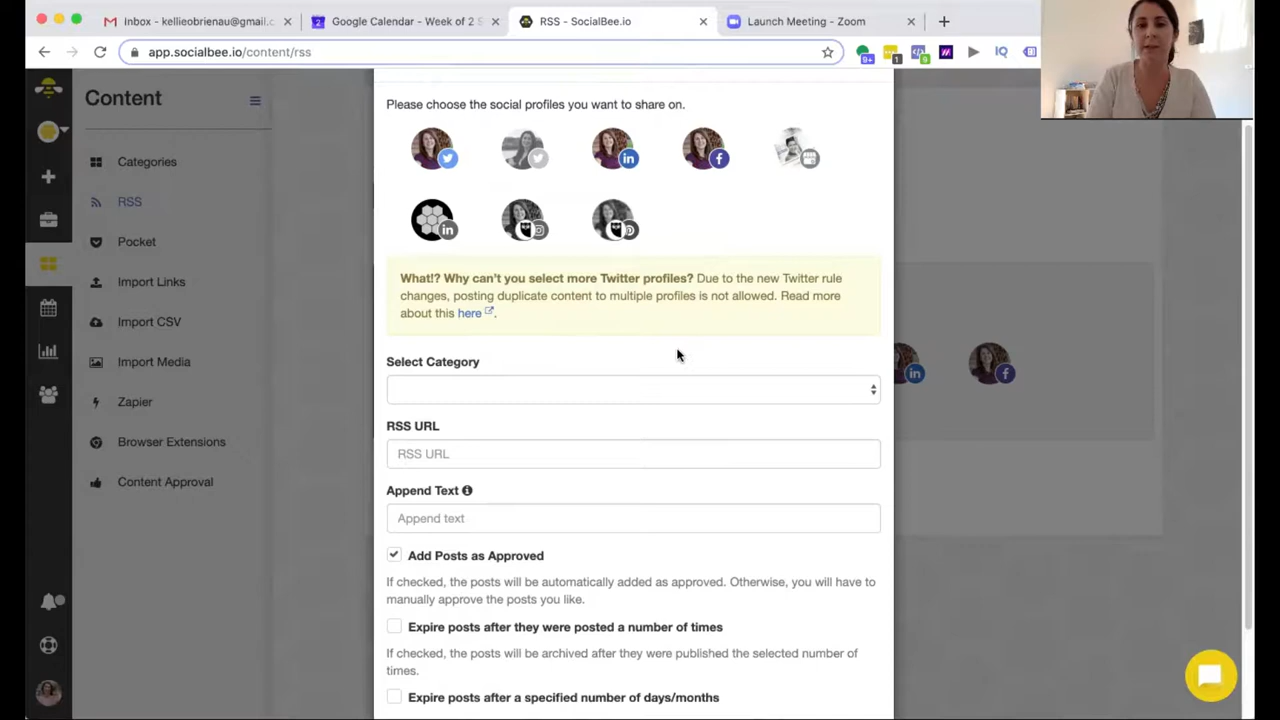 Inbox - kellieobrienau@gmail.c
Google Calendar - Week of 2 S
RSS - SocialBee.io
Launch Meeting - Zoom
app.socialbee.io/content/rss
9+
1
9
IQ
Content
Categories
RSS
Pocket
Import Links
Import CSV
Import Media
Zapier
Browser Extensions
Content Approval
Please choose the social profiles you want to share on.
What!? Why can't you select more Twitter profiles? Due to the new Twitter rule
changes, posting duplicate content to multiple profiles is not allowed. Read more
about this here.
Select Category
RSS URL
RSS URL
Append Text
Append text
Add Posts as Approved
If checked, the posts will be automatically added as approved. Otherwise, you will have to
manually approve the posts you like.
Expire posts after they were posted a number of times
If checked, the posts will be archived after they were published the selected number of
times.
Expire posts after a specified number of days/months